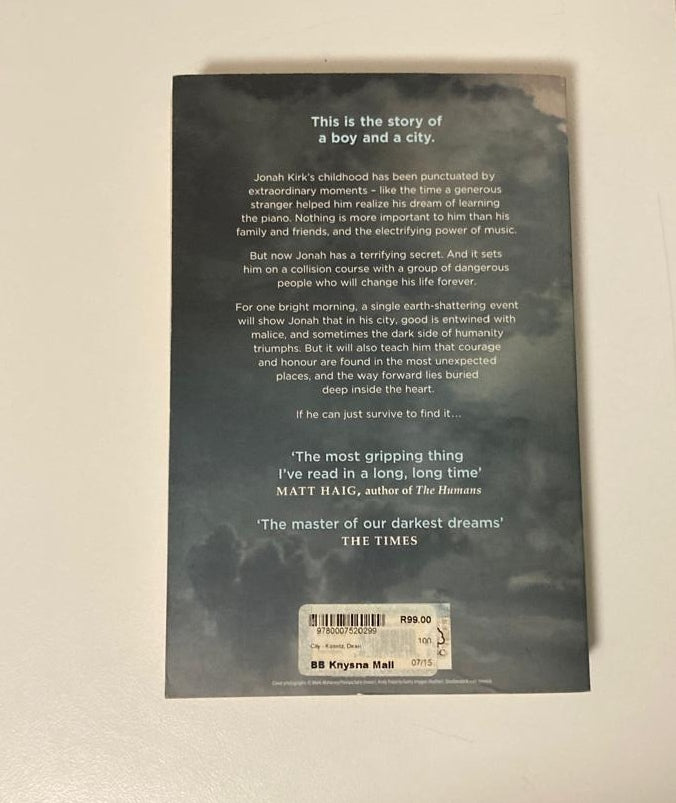 This is the story of
a boy and a city.
Jonah Kirk's childhood has been punctuated by
extraordinary moments – like the time a generous
stranger helped him realize his dream of learning
the piano. Nothing is more important to him than his
family and friends, and the electrifying power of music.
But now Jonah has a terrifying secret. And it sets
him on a collision course with a group of dangerous
people who will change his life forever.
For one bright morning, a single earth-shattering event
will show Jonah that in his city, good is entwined with
malice, and sometimes the dark side of humanity
triumphs. But it will also teach him that courage
and honour are found in the most unexpected
places, and the way forward lies buried
deep inside the heart.
If he can just survive to find it...
'The most gripping thing
I've read in a long, long time'
MATT HAIG, author of The Humans
'The master of our darkest dreams'
THE TIMES
R99.00
9780007520299
100
City - Koontz, Dean
BB Knysna Mall 07/15